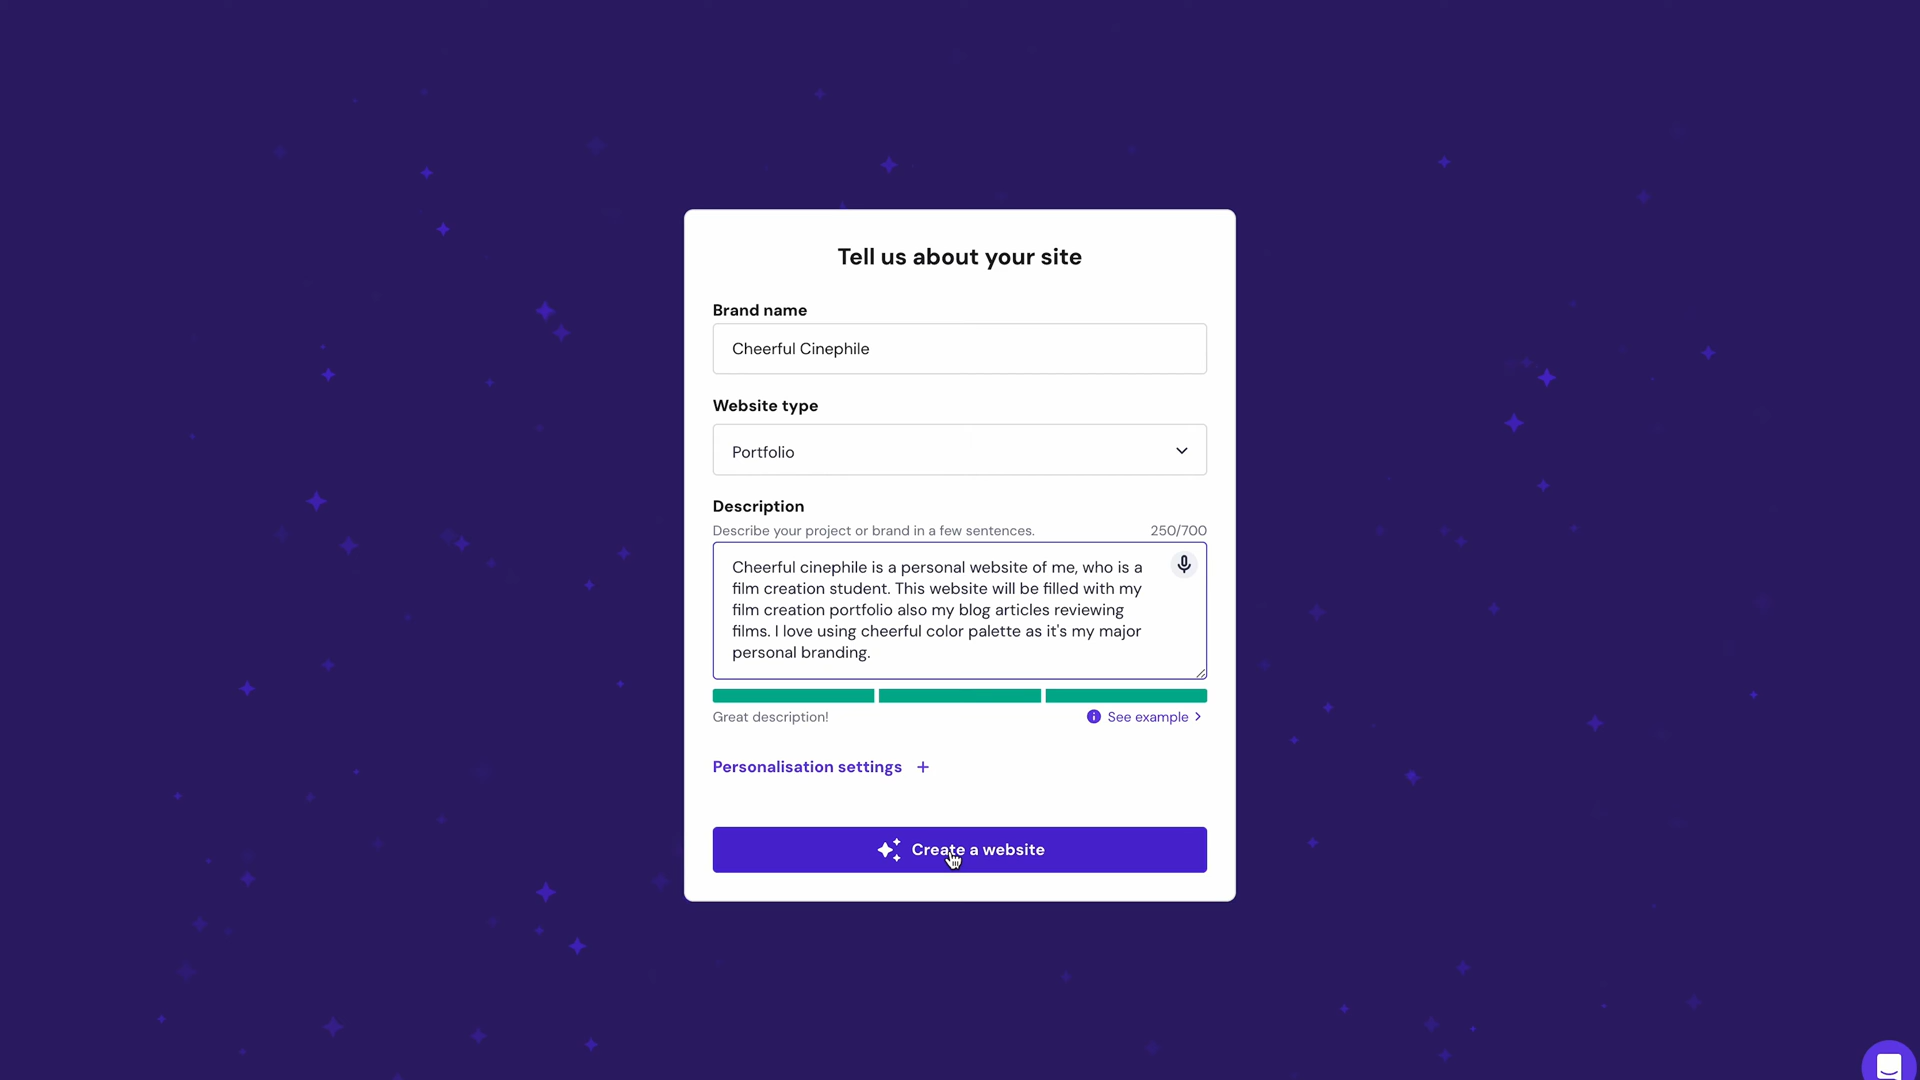 Tell us about your site
Brand name
Cheerful Cinephile
Website type
Portfolio
Description
Describe your project or brand in a few sentences. 250/700
Cheerful cinephile is a personal website of me, who is a
film creation student. This website will be filled with my
film creation portfolio also my blog articles reviewing
films. I love using cheerful color palette as it's my major
personal branding.
Great description! See example
Personalisation settings +
Create a website